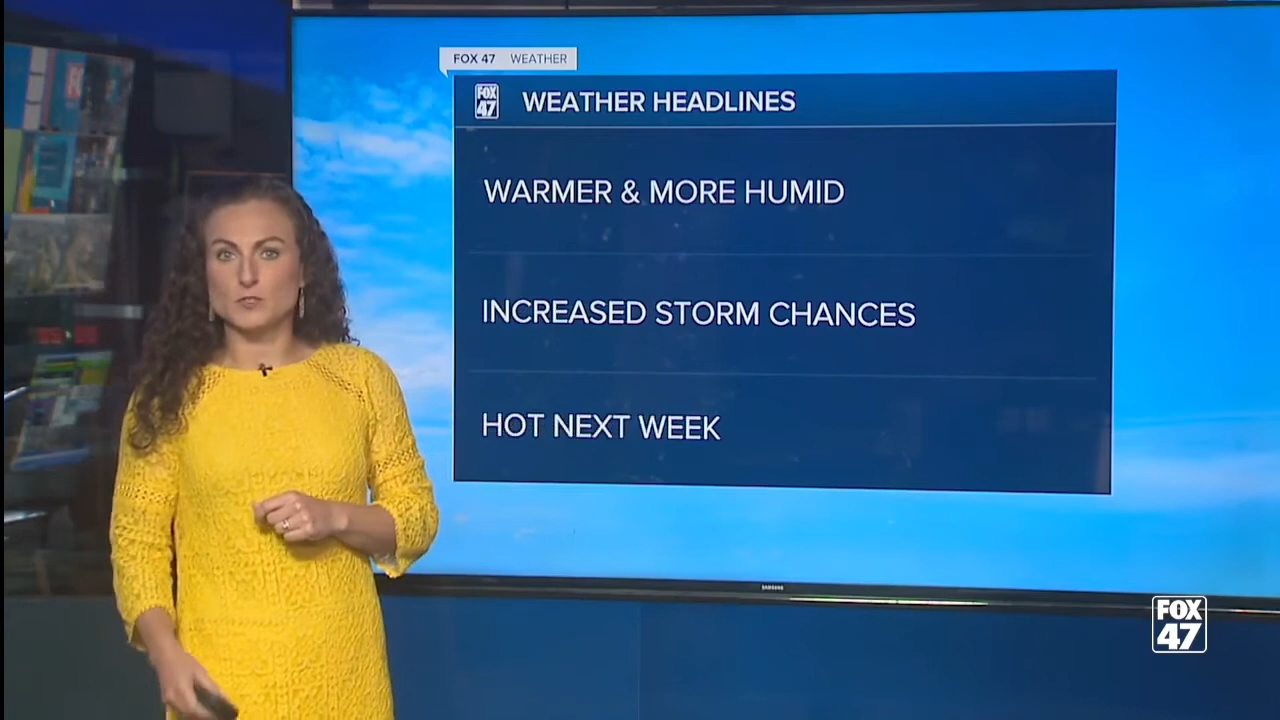 FOX 47 WEATHER
FOX
47
WEATHER HEADLINES
WARMER & MORE HUMID
INCREASED STORM CHANCES
HOT NEXT WEEK
SAMSUNG
FOX
47